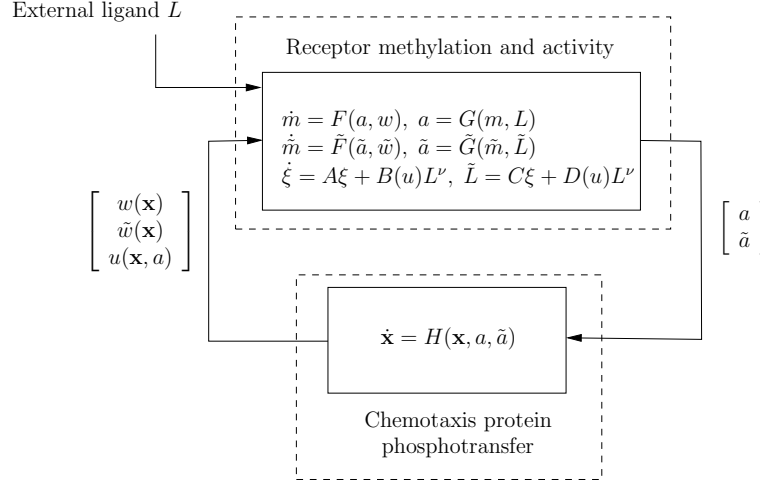 External ligand L
Receptor methylation and activity
ṁ = F(a, w), a = G(m, L)
m̃̇ = F̃(ã, w̃), ã = G̃(m̃, L̃)
ξ̇ = Aξ + B(u)L^ν, L̃ = Cξ + D(u)L^ν
w(𝐱)
w̃(𝐱)
u(𝐱, a)
a
ã
𝐱̇ = H(𝐱, a, ã)
Chemotaxis protein
phosphotransfer